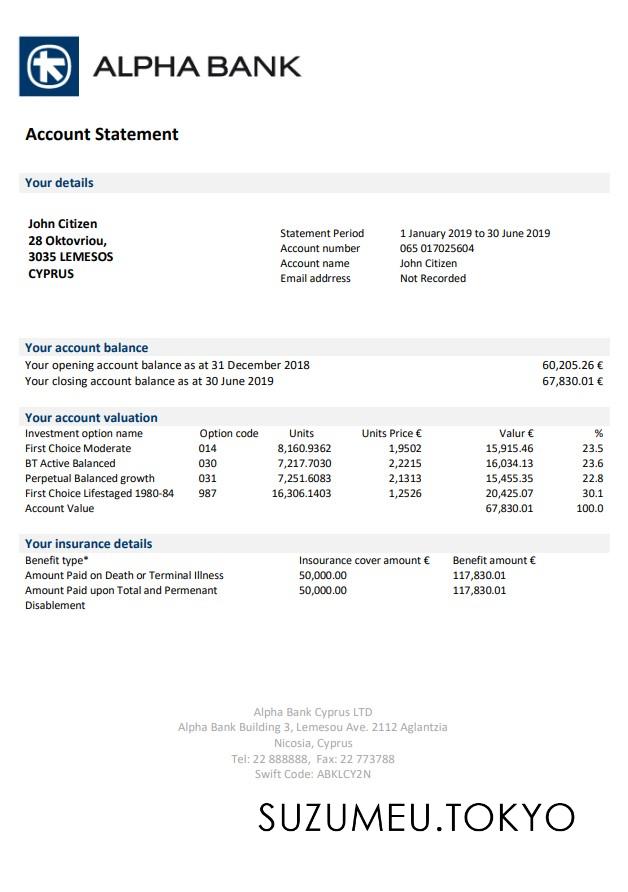 ALPHA BANK
Account Statement
Your details
John Citizen
28 Oktovriou,
3035 LEMESOS
CYPRUS
Statement Period 1 January 2019 to 30 June 2019
Account number 065 017025604
Account name John Citizen
Email addrress Not Recorded
Your account balance
Your opening account balance as at 31 December 2018 60,205.26 €
Your closing account balance as at 30 June 2019 67,830.01 €
Your account valuation
Investment option name Option code Units Units Price € Valur € %
First Choice Moderate 014 8,160.9362 1,9502 15,915.46 23.5
BT Active Balanced 030 7,217.7030 2,2215 16,034.13 23.6
Perpetual Balanced growth 031 7,251.6083 2,1313 15,455.35 22.8
First Choice Lifestaged 1980-84 987 16,306.1403 1,2526 20,425.07 30.1
Account Value 67,830.01 100.0
Your insurance details
Benefit type* Insourance cover amount € Benefit amount €
Amount Paid on Death or Terminal Illness 50,000.00 117,830.01
Amount Paid upon Total and Permenant 50,000.00 117,830.01
Disablement
Alpha Bank Cyprus LTD
Alpha Bank Building 3, Lemesou Ave. 2112 Aglantzia
Nicosia, Cyprus
Tel: 22 888888, Fax: 22 773788
Swift Code: ABKLCY2N
SUZUMEU.TOKYO